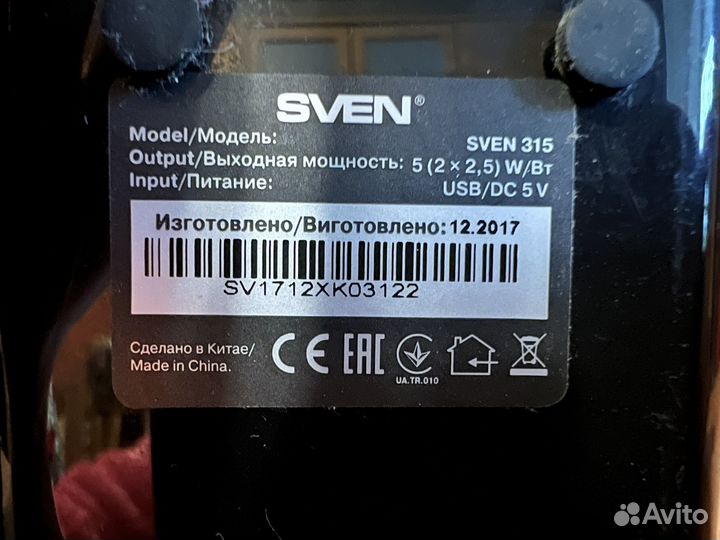 SVEN®
Model/Модель: SVEN 315
Output/Выходная мощность: 5 (2 × 2,5) W/Вт
Input/Питание: USB/DC 5 V
Изготовлено/Виготовлено: 12.2017
SV1712XK03122
Сделано в Китае/
Made in China.
CE EAC
UA.TR.010
Avito